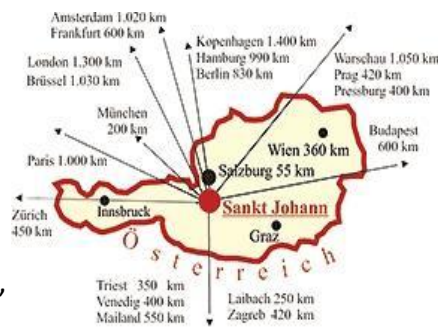 Amsterdam 1.020 km
Frankfurt 600 km
Kopenhagen 1.400 km
Hamburg 990 km
Berlin 830 km
London 1.300 km
Brüssel 1.030 km
Warschau 1,050 km
Prag 420 km
Pressburg 400 km
München
200 km
Budapest
600 km
Wien 360 km
Paris 1.000 km
Salzburg 55 km
Zürich
450 km
Innsbruck
Sankt Johann
Graz
Österreich
Triest 350 km
Venedig 400 km
Mailand 550 km
Laibach 250 km
Zagreb 420 km
,